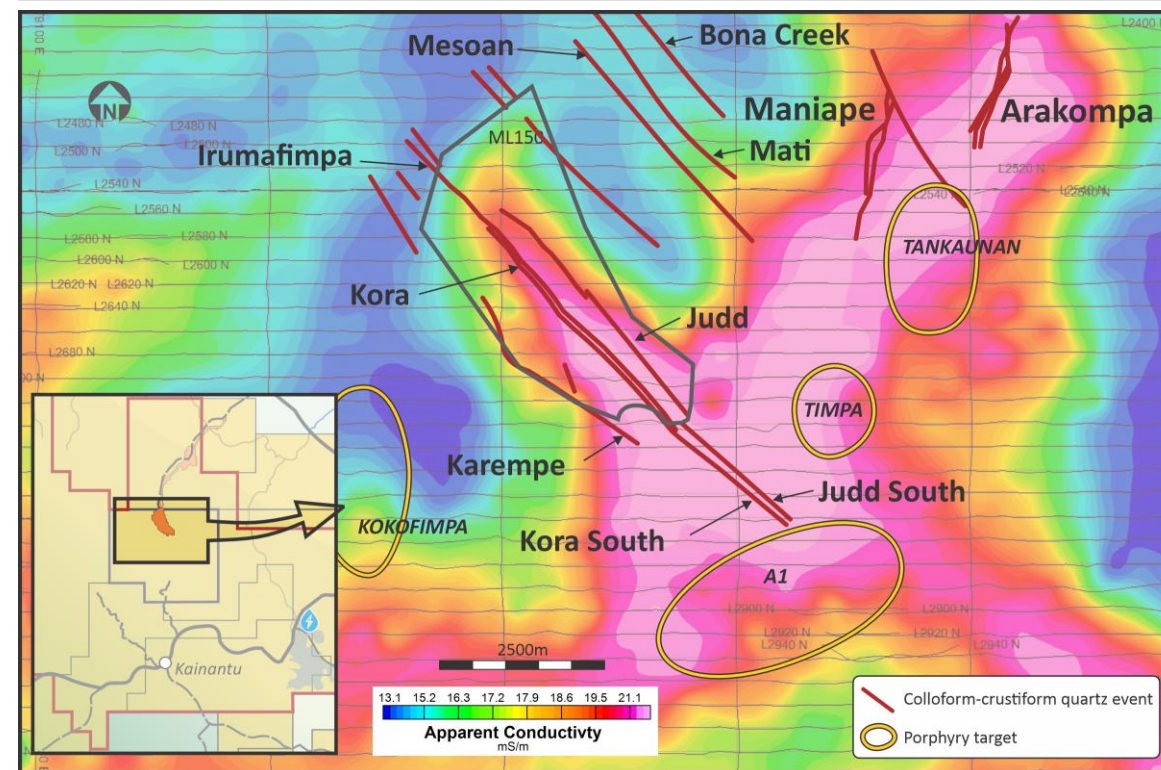 9100 E
L2400 N
Mesoan
Bona Creek
Maniape
Arakompa
N
L2480 N
L2480 N
ML150
Irumafimpa
L2500 N
Mati
L2520 N
L2540 N
L2540 N
L2540 N
L2560 N
L2580 N
L2580 N
TANKAUNAN
L2600 N
L2600 N
L2620 N
L2620 N
Kora
L2640 N
Judd
L2680 N
TIMPA
Karempe
Judd South
KOKOFIMPA
Kora South
A1
L2900 N
L2900 N
L2920 N
L2920 N
L2940 N
L2940 N
2500m
Kainantu
13.1 15.2 16.3 17.2 17.9 18.6 19.5 21.1
Apparent Conductivty
mS/m
Colloform-crustiform quartz event
Porphyry target